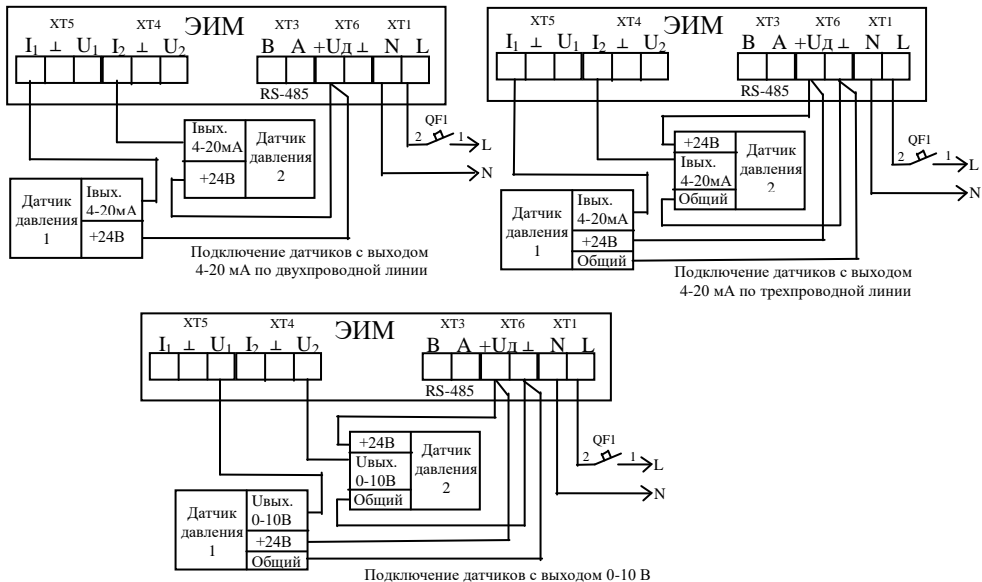 ЭИМ
XT5 XT4 XT3 XT6 XT1
I₁ ⊥ U₁ I₂ ⊥ U₂ B A +Uд ⊥ N L
RS-485
QF1
2 1 L
N
Iвых.
4-20мА
+24В
Датчик
давления
2
Датчик
давления
1
Iвых.
4-20мА
+24В
Подключение датчиков с выходом
4-20 мА по двухпроводной линии
ЭИМ
XT5 XT4 XT3 XT6 XT1
I₁ ⊥ U₁ I₂ ⊥ U₂ B A +Uд ⊥ N L
RS-485
QF1
2 1 L
N
+24В
Iвых.
4-20мА
Общий
Датчик
давления
2
Датчик
давления
1
Iвых.
4-20мА
+24В
Общий
Подключение датчиков с выходом
4-20 мА по трехпроводной линии
ЭИМ
XT5 XT4 XT3 XT6 XT1
I₁ ⊥ U₁ I₂ ⊥ U₂ B A +Uд ⊥ N L
RS-485
QF1
2 1 L
N
+24В
Uвых.
0-10В
Общий
Датчик
давления
2
Датчик
давления
1
Uвых.
0-10В
+24В
Общий
Подключение датчиков с выходом 0-10 В